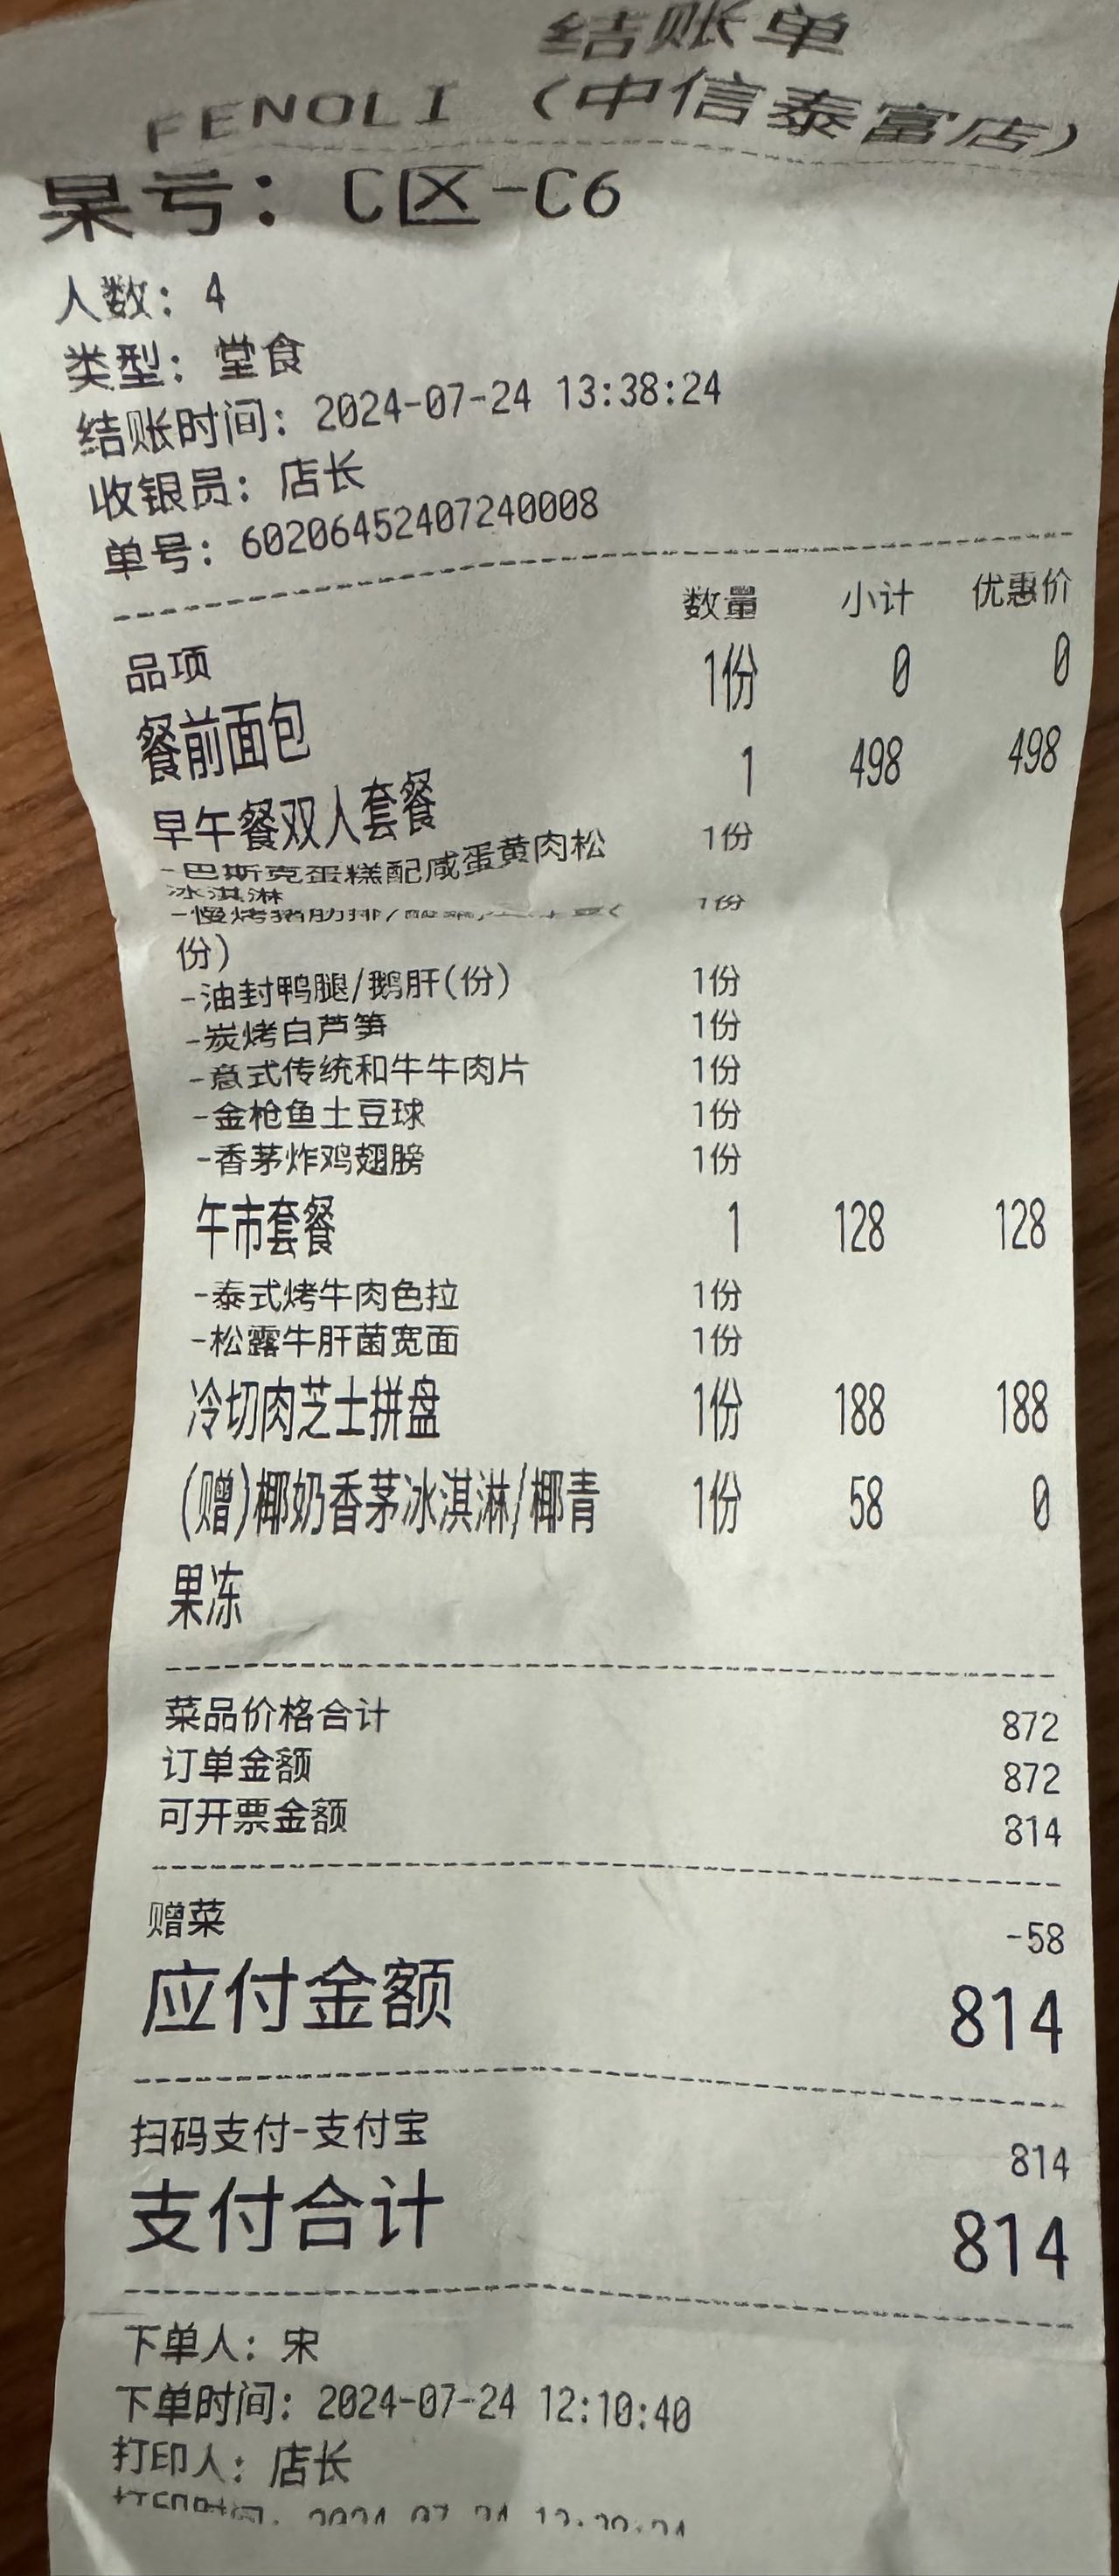 结账单
FENOLI (中信泰富店)
桌号: C区-C6
人数: 4
类型: 堂食
结账时间: 2024-07-24 13:38:24
收银员: 店长
单号: 60206452407240008
品项 数量 小计 优惠价
餐前面包 1份 0 0
早午餐双人套餐 1 498 498
-巴斯克蛋糕配咸蛋黄肉松 1份
冰淇淋
-慢烤猪肋排/ 1份
份)
-油封鸭腿/鹅肝(份) 1份
-炭烤白芦笋 1份
-意式传统和牛牛肉片 1份
-金枪鱼土豆球 1份
-香茅炸鸡翅膀 1份
午市套餐 1 128 128
-泰式烤牛肉色拉 1份
-松露牛肝菌宽面 1份
冷切肉芝士拼盘 1份 188 188
(赠)椰奶香茅冰淇淋/椰青 1份 58 0
果冻
菜品价格合计 872
订单金额 872
可开票金额 814
赠菜 -58
应付金额 814
扫码支付-支付宝 814
支付合计 814
下单人: 宋
下单时间: 2024-07-24 12:10:40
打印人: 店长